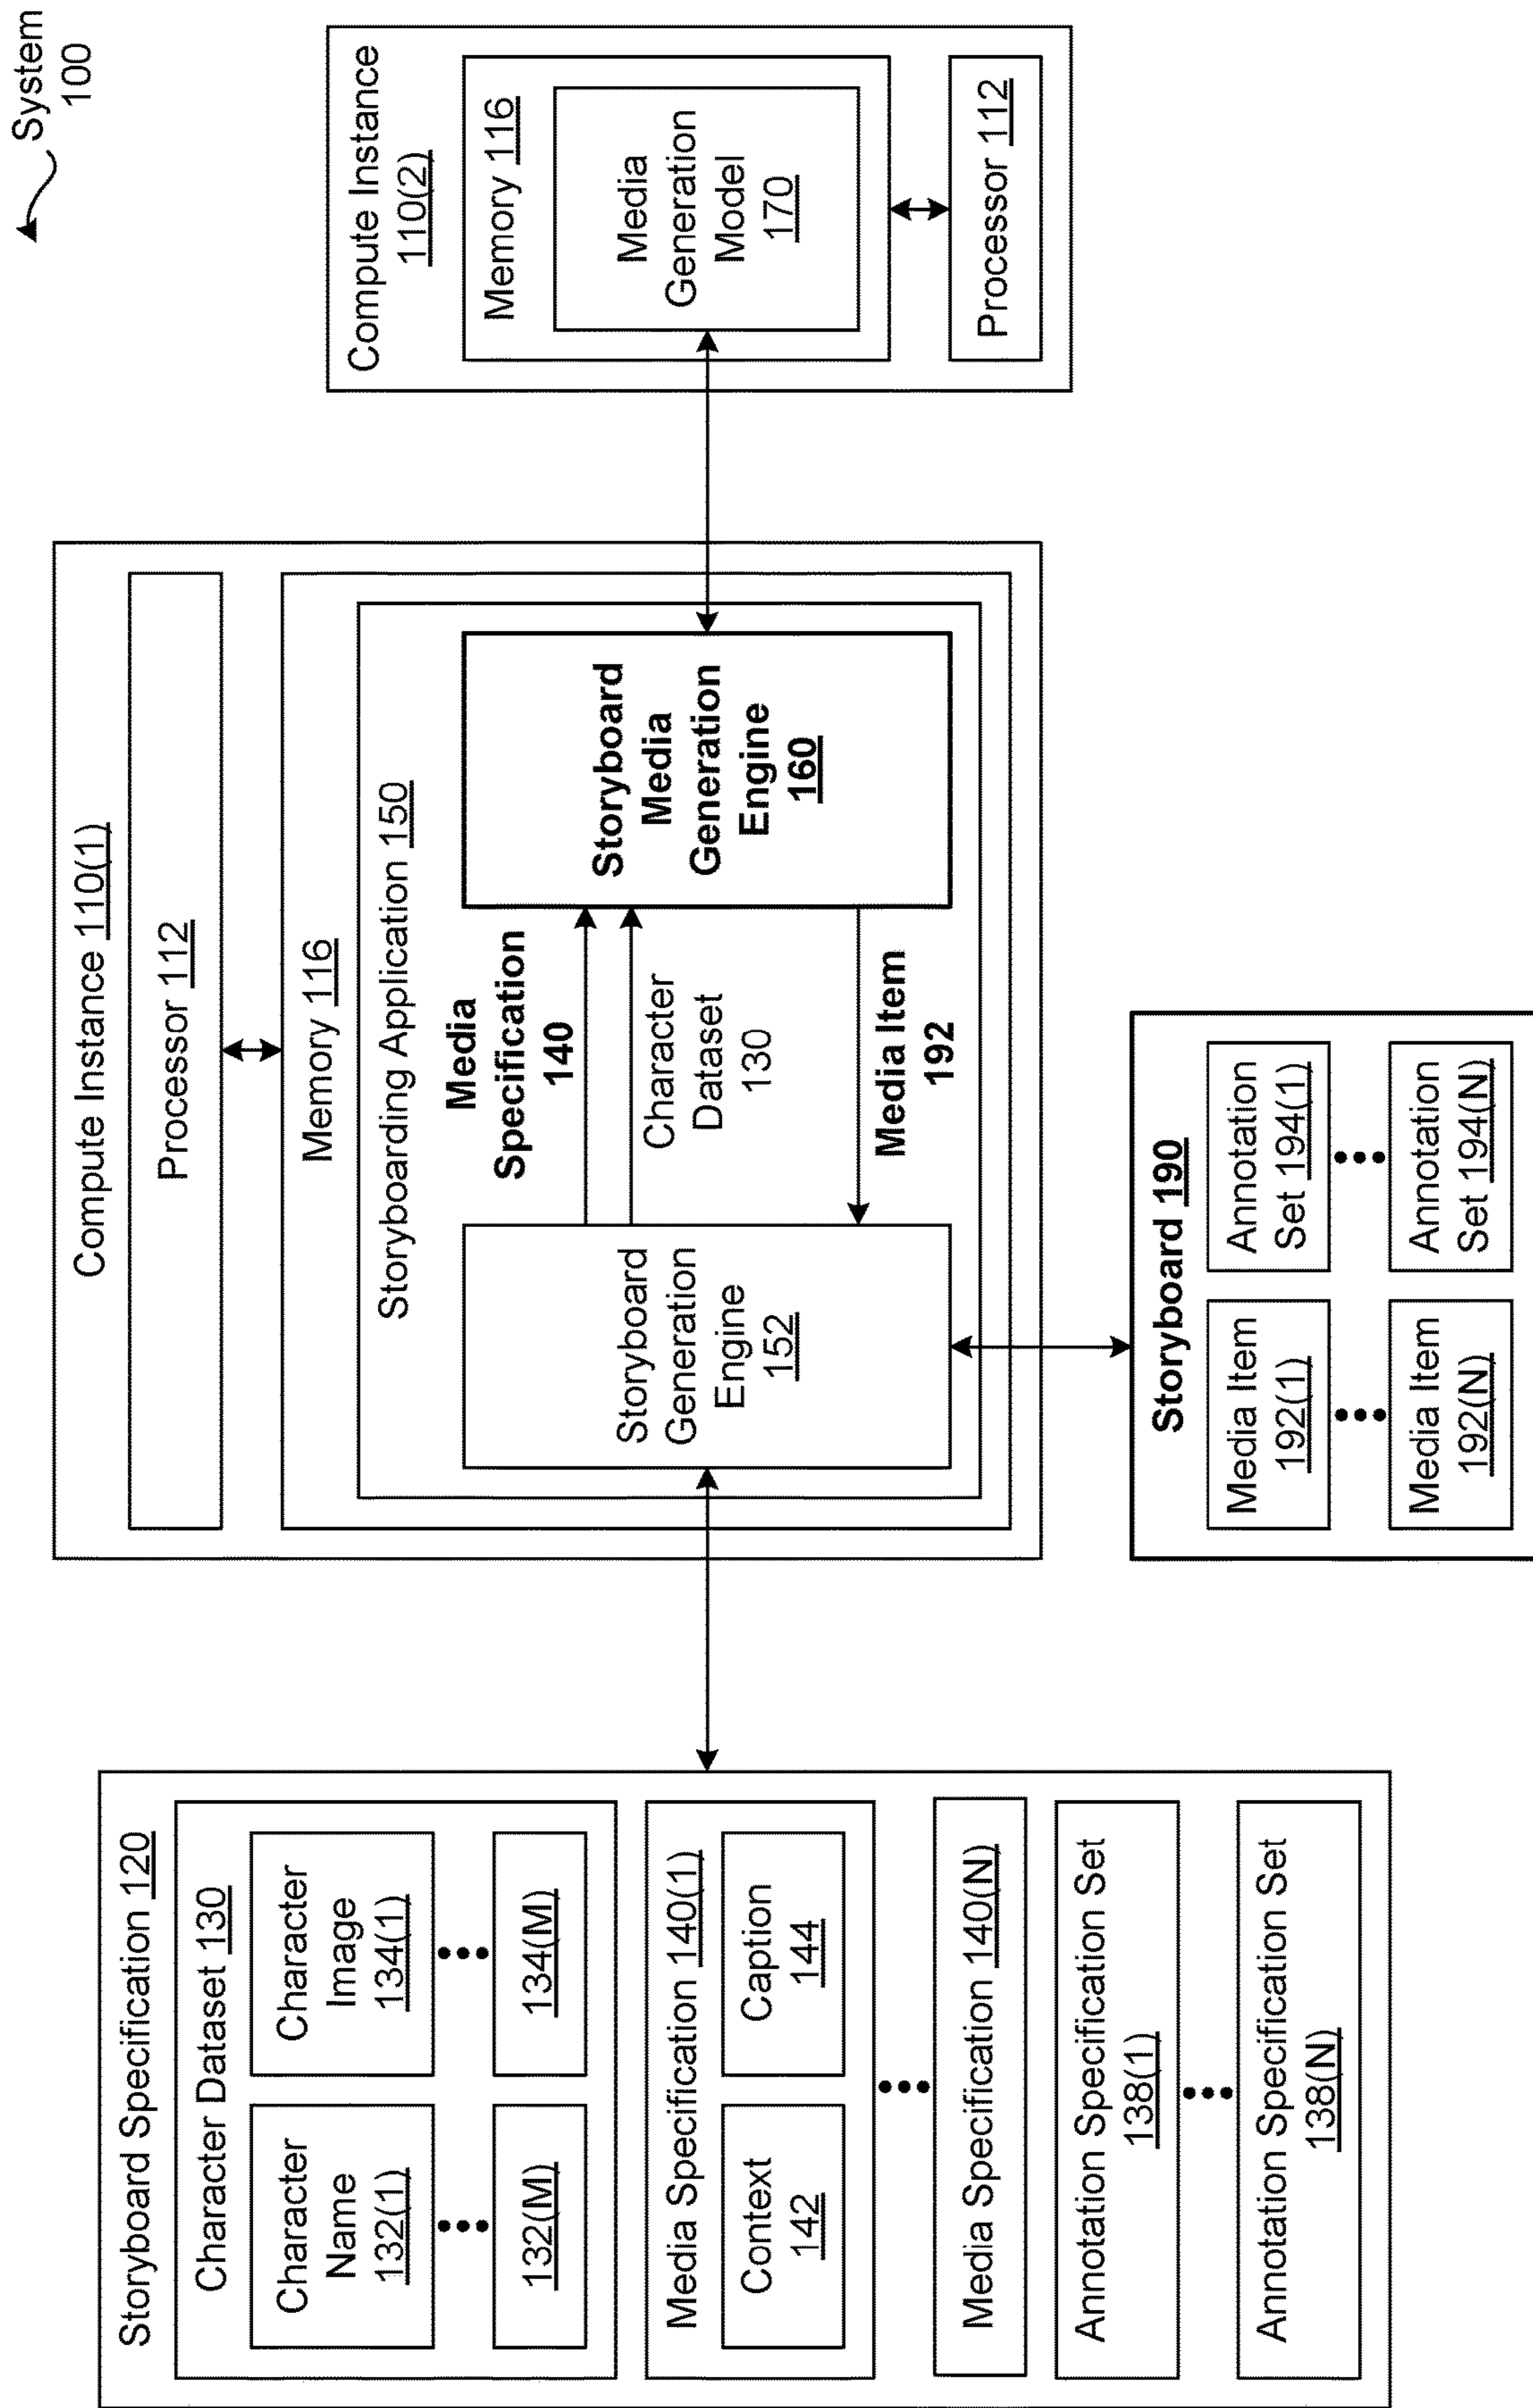 System
100
Storyboard Specification 120
Character Dataset 130
Character
Name
132(1)
Character
Image
134(1)
132(M)
134(M)
Media Specification 140(1)
Context
142
Caption
144
Media Specification 140(N)
Annotation Specification Set
138(1)
Annotation Specification Set
138(N)
Compute Instance 110(1)
Processor 112
Memory 116
Storyboarding Application 150
Storyboard
Generation
Engine
152
Media
Specification
140
Character
Dataset
130
Media Item
192
Storyboard
Media
Generation
Engine
160
Storyboard 190
Media Item
192(1)
Annotation
Set 194(1)
Media Item
192(N)
Annotation
Set 194(N)
Compute Instance
110(2)
Memory 116
Media
Generation
Model
170
Processor 112